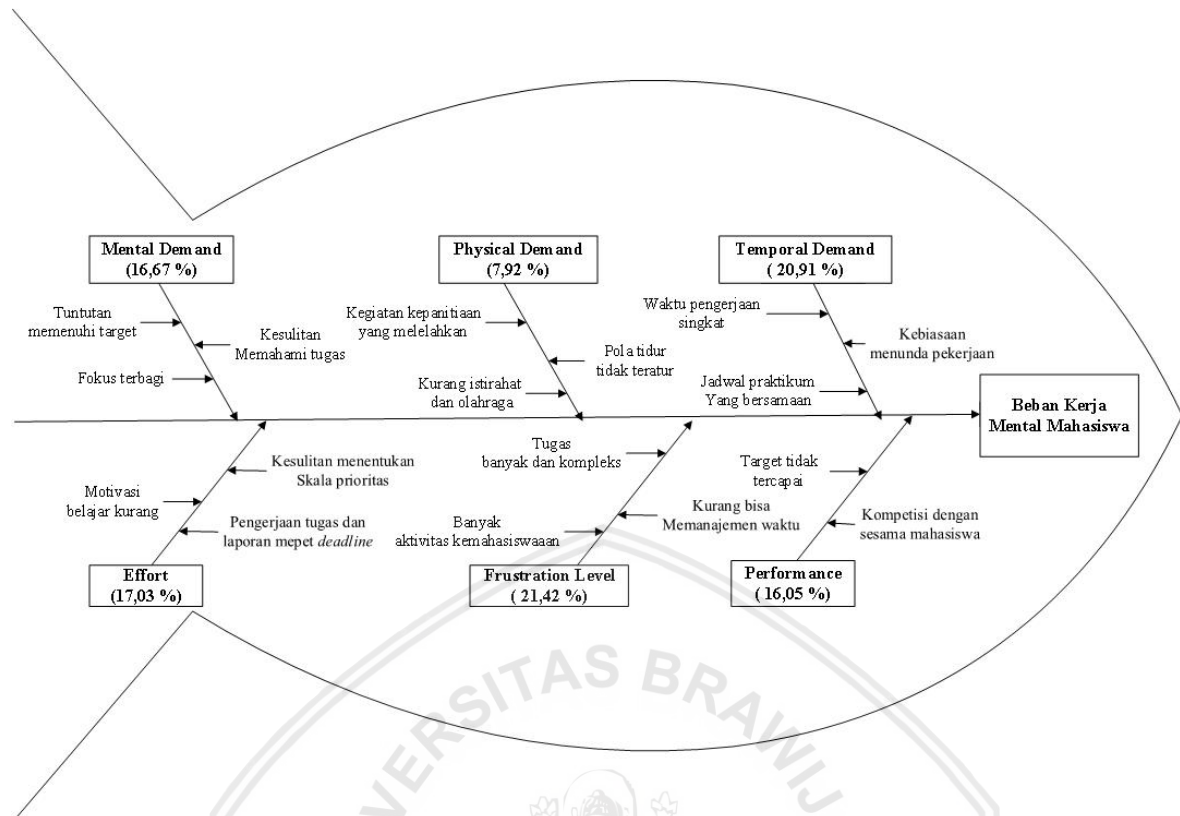 Mental Demand
(16,67 %)
Physical Demand
(7,92 %)
Temporal Demand
( 20,91 %)
Tuntutan
memenuhi target
Kesulitan
Memahami tugas
Fokus terbagi
Kegiatan kepanitiaan
yang melelahkan
Pola tidur
tidak teratur
Kurang istirahat
dan olahraga
Waktu pengerjaan
singkat
Kebiasaan
menunda pekerjaan
Jadwal praktikum
Yang bersamaan
Beban Kerja
Mental Mahasiswa
Kesulitan menentukan
Skala prioritas
Motivasi
belajar kurang
Pengerjaan tugas dan
laporan mepet deadline
Tugas
banyak dan kompleks
Kurang bisa
Memanajemen waktu
Banyak
aktivitas kemahasiswaaan
Target tidak
tercapai
Kompetisi dengan
sesama mahasiswa
Effort
(17,03 %)
Frustration Level
( 21,42 %)
Performance
( 16,05 %)
VERSITAS BRAWIJ